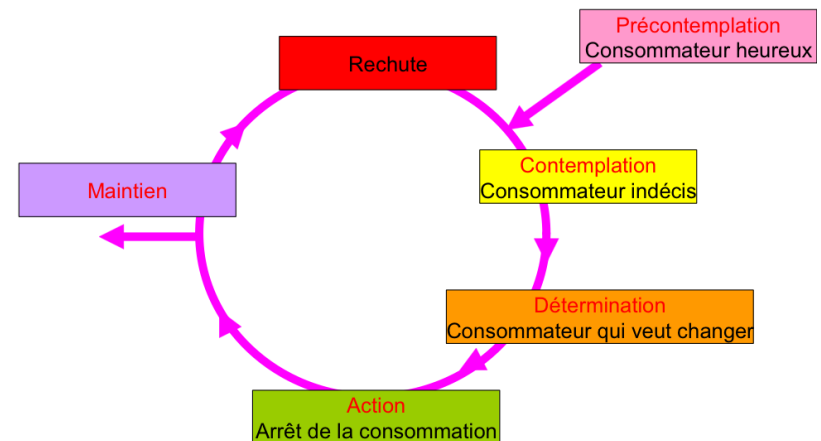 Précontemplation
Consommateur heureux
Rechute
Contemplation
Consommateur indécis
Maintien
Détermination
Consommateur qui veut changer
Action
Arrêt de la consommation